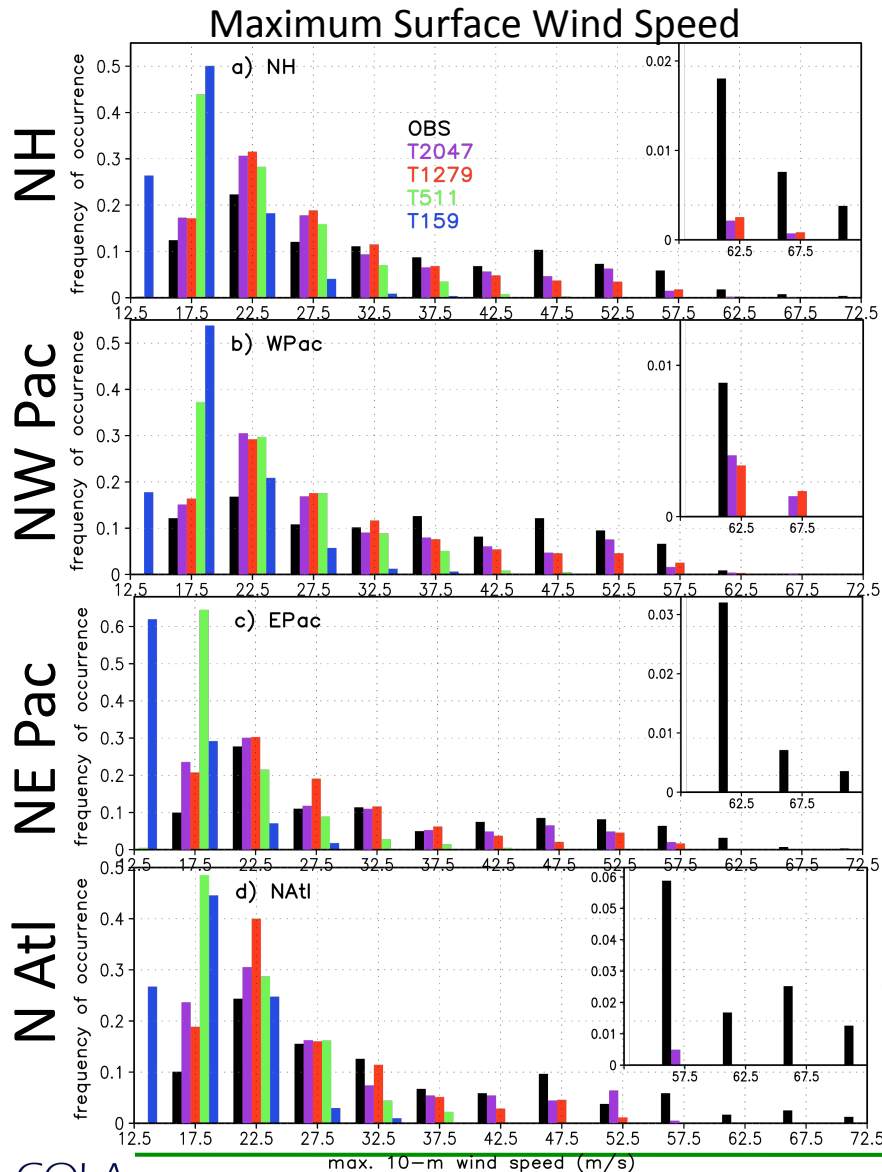 Maximum Surface Wind Speed
NH
frequency of occurrence
a) NH
OBS
T2047
T1279
T511
T159
0.5
0.4
0.3
0.2
0.1
0
12.5 17.5 22.5 27.5 32.5 37.5 42.5 47.5 52.5 57.5 62.5 67.5 72.5
0.02
0.01
0
62.5 67.5
NW Pac
frequency of occurrence
b) WPac
0.5
0.4
0.3
0.2
0.1
0
12.5 17.5 22.5 27.5 32.5 37.5 42.5 47.5 52.5 57.5 62.5 67.5 72.5
0.01
0
62.5 67.5
NE Pac
frequency of occurrence
c) EPac
0.6
0.5
0.4
0.3
0.2
0.1
0
12.5 17.5 22.5 27.5 32.5 37.5 42.5 47.5 52.5 57.5 62.5 67.5 72.5
0.03
0.02
0.01
0
62.5 67.5
N Atl
frequency of occurrence
d) NAtl
0.5
0.4
0.3
0.2
0.1
0
12.5 17.5 22.5 27.5 32.5 37.5 42.5 47.5 52.5 57.5 62.5 67.5 72.5
0.06
0.05
0.04
0.03
0.02
0.01
0
57.5 62.5 67.5
max. 10-m wind speed (m/s)
COLA